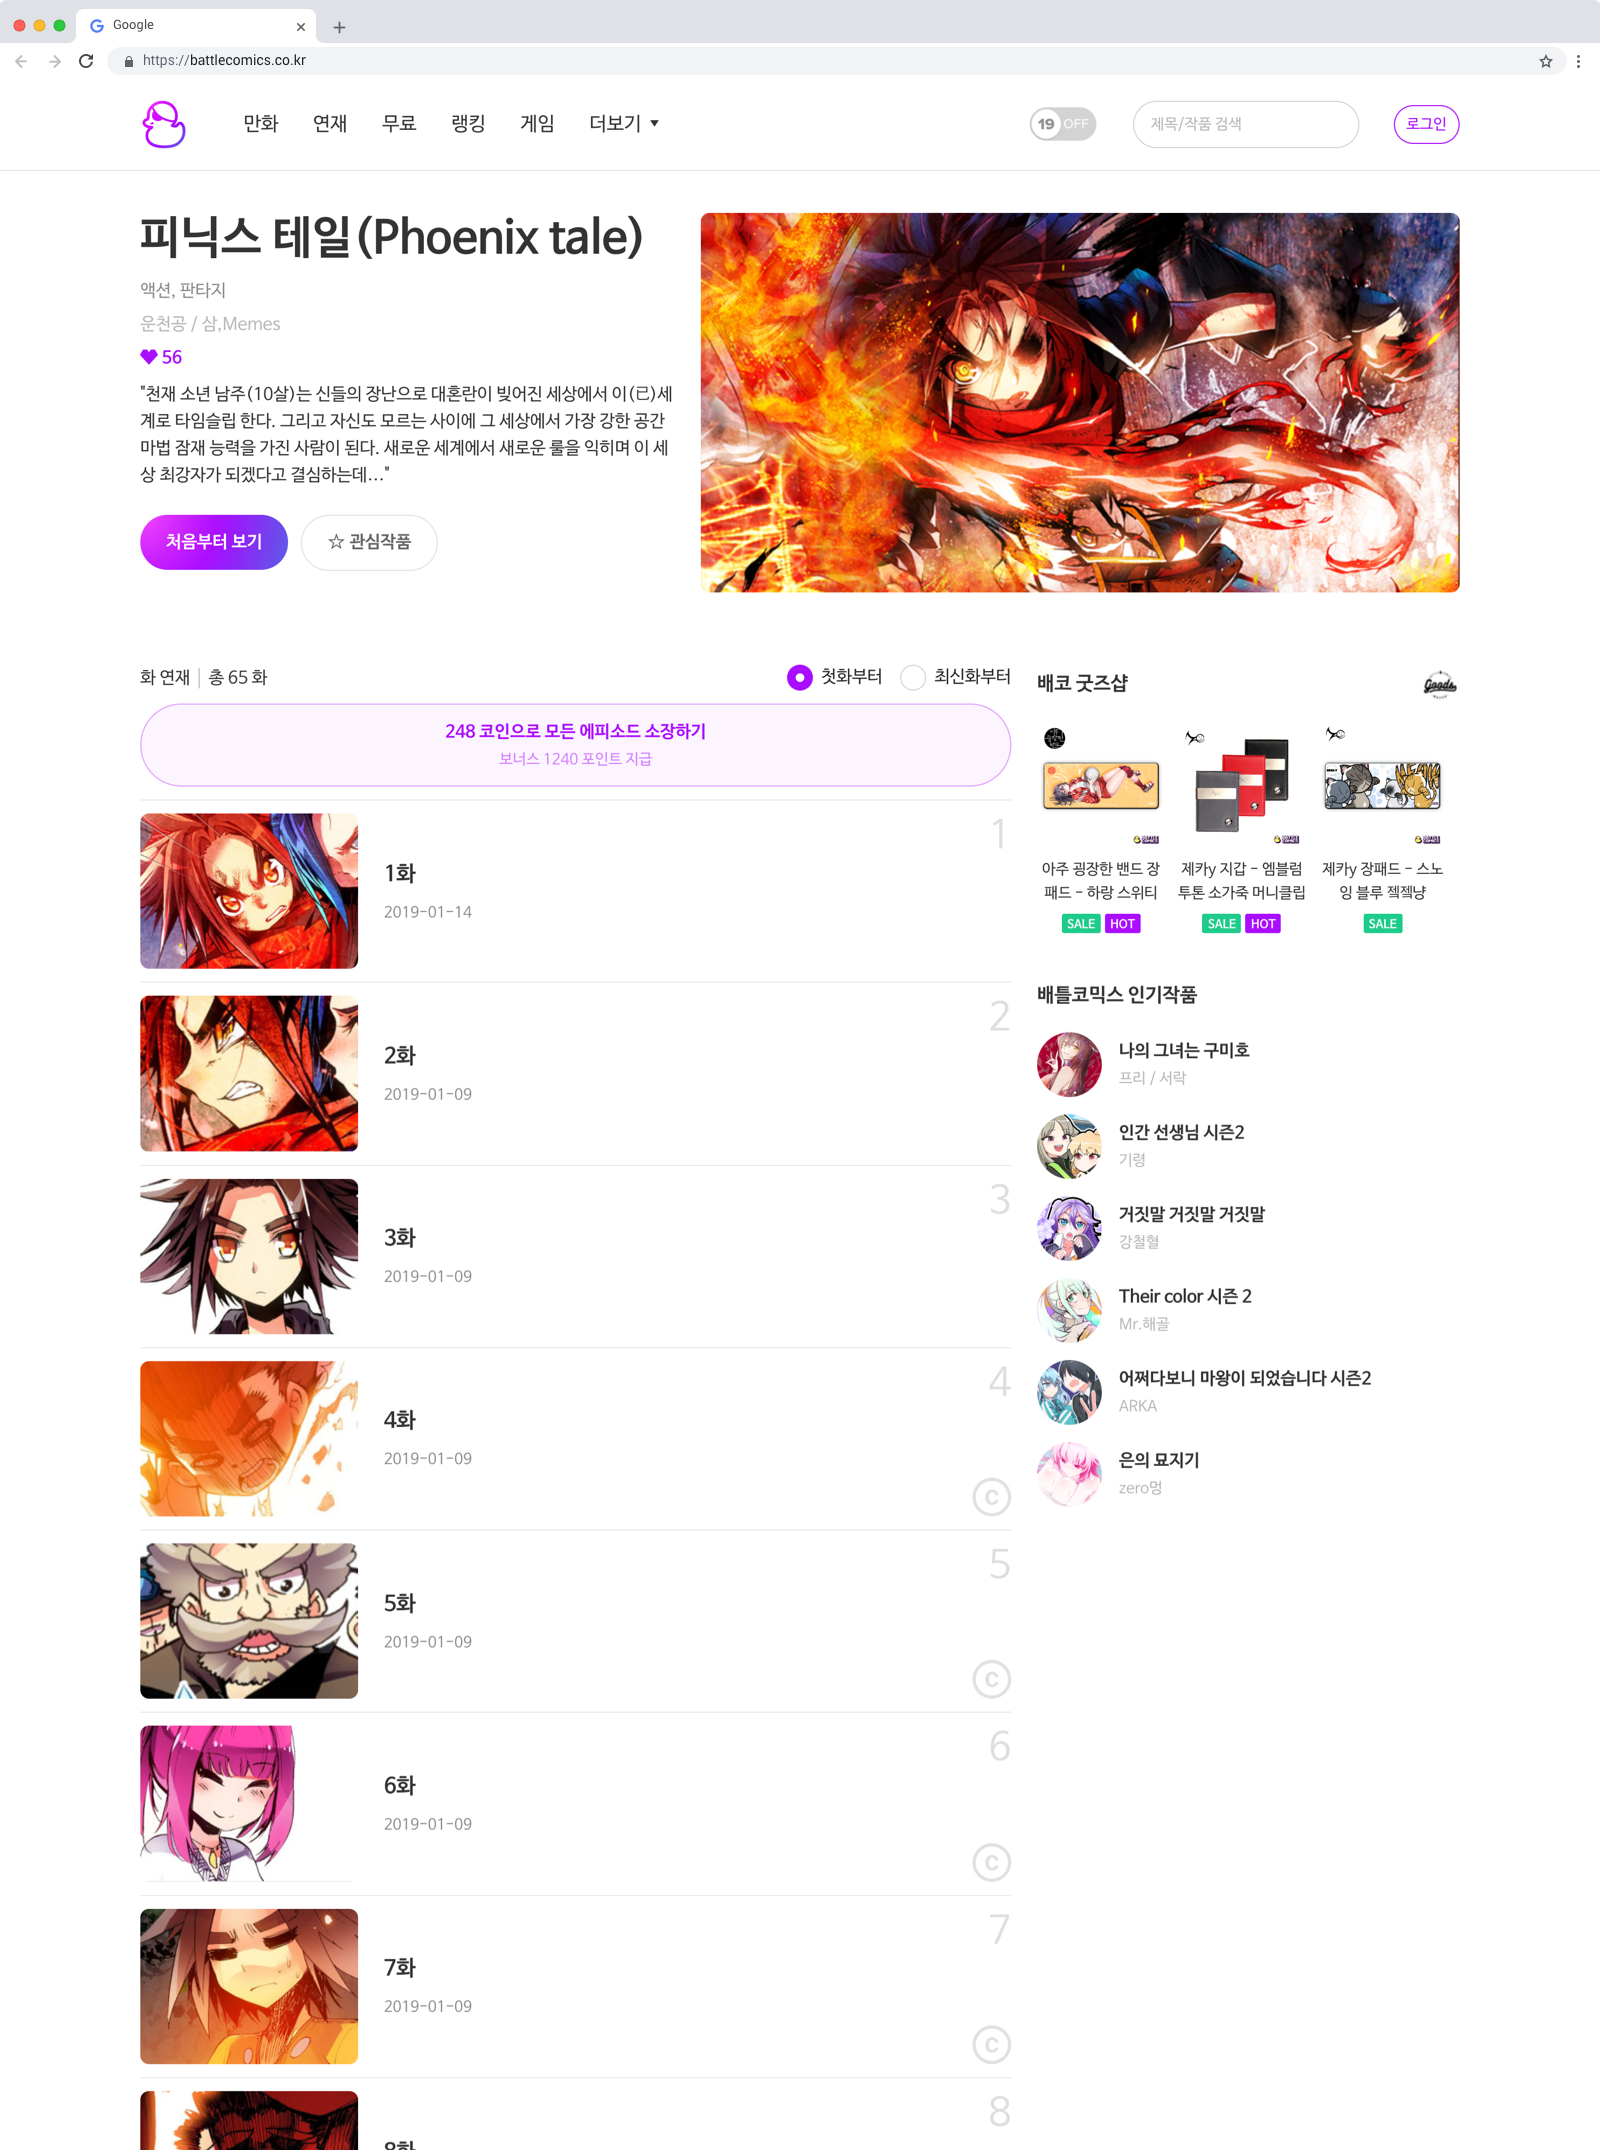 Google
https://battlecomics.co.kr
만화 연재 무료 랭킹 게임 더보기 ▼
19 OFF
제목/작품 검색
로그인
피닉스 테일(Phoenix tale)
액션, 판타지
운천공 / 삼,Memes
56
"천재 소년 남주(10살)는 신들의 장난으로 대혼란이 빚어진 세상에서 이(已)세
계로 타임슬립 한다. 그리고 자신도 모르는 사이에 그 세상에서 가장 강한 공간
마법 잠재 능력을 가진 사람이 된다. 새로운 세계에서 새로운 룰을 익히며 이 세
상 최강자가 되겠다고 결심하는데..."
처음부터 보기
☆ 관심작품
화 연재 | 총 65 화
첫화부터 최신화부터
248 코인으로 모든 에피소드 소장하기
보너스 1240 포인트 지급
1
1화
2019-01-14
2
2화
2019-01-09
3
3화
2019-01-09
4
4화
2019-01-09
C
5
5화
2019-01-09
C
6
6화
2019-01-09
C
7
7화
2019-01-09
C
8
8화
배코 굿즈샵
Goods
아주 굉장한 밴드 장
패드 - 하랑 스위티
SALE HOT
제카y 지갑 - 엠블럼
투톤 소가죽 머니클립
SALE HOT
제카y 장패드 - 스노
잉 블루 젴젴냥
SALE
배틀코믹스 인기작품
나의 그녀는 구미호
프리 / 서락
인간 선생님 시즌2
기령
거짓말 거짓말 거짓말
강철혈
Their color 시즌 2
Mr.해골
어쩌다보니 마왕이 되었습니다 시즌2
ARKA
은의 묘지기
zero멍